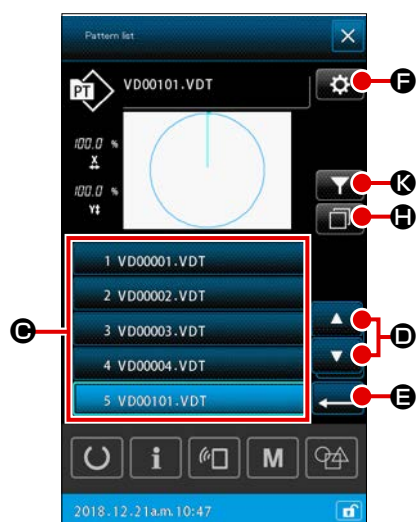 Pattern list
PT
VD00101.VDT
F
100.0 %
X
K
100.0 %
Y
H
1 VD00001.VDT
2 VD00002.VDT
C
3 VD00003.VDT
D
4 VD00004.VDT
5 VD00101.VDT
E
i
M
2018.12.21a.m.10:47